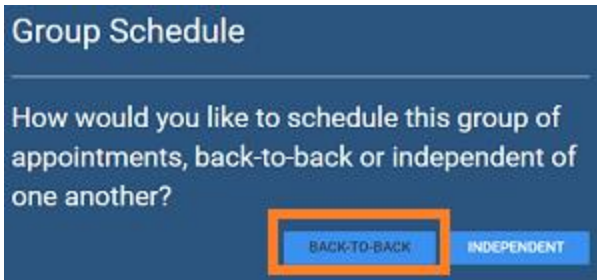 Group Schedule
How would you like to schedule this group of
appointments, back-to-back or independent of
one another?
BACK-TO-BACK INDEPENDENT